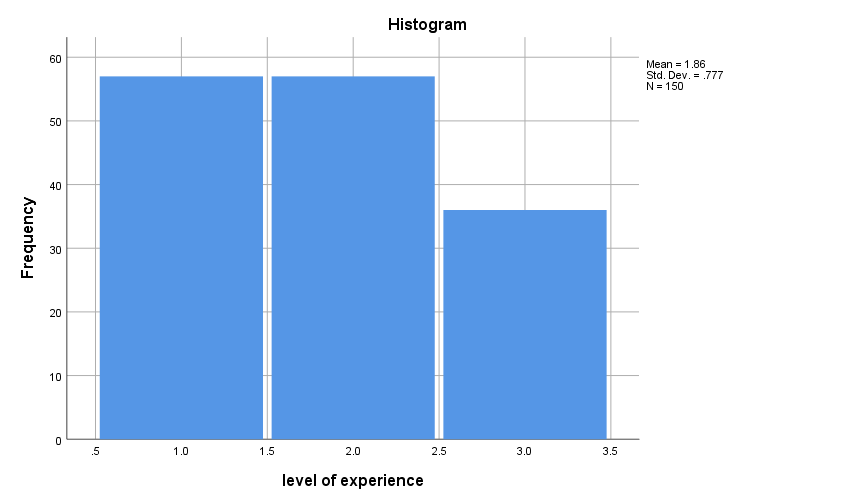 Histogram
Mean = 1.86
Std. Dev. = .777
N = 150
60
50
40
30
20
10
0
Frequency
.5
1.0
1.5
2.0
2.5
3.0
3.5
level of experience